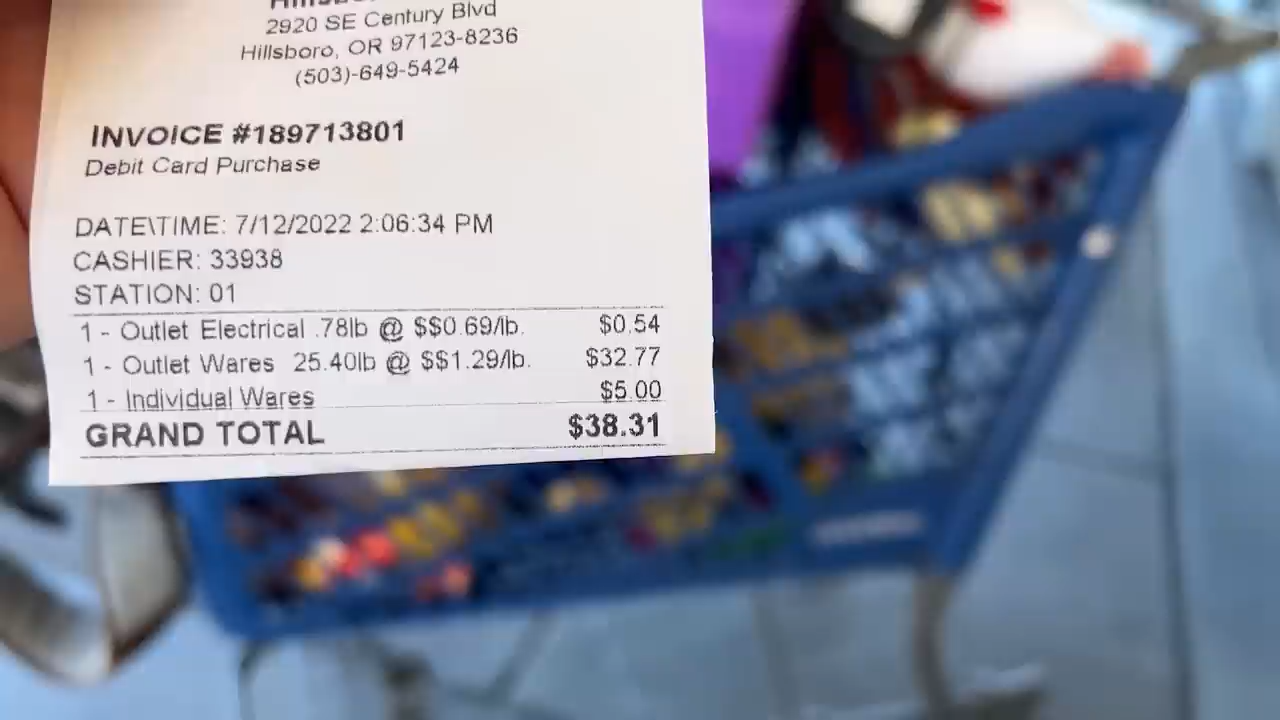 2920 SE Century Blvd
Hillsboro, OR 97123-8236
(503)-649-5424
INVOICE #189713801
Debit Card Purchase
DATE\TIME: 7/12/2022 2:06:34 PM
CASHIER: 33938
STATION: 01
1 - Outlet Electrical .78lb @ $$0.69/lb. $0.54
1 - Outlet Wares 25.40lb @ $$1.29/lb. $32.77
1 - Individual Wares $5.00
GRAND TOTAL $38.31